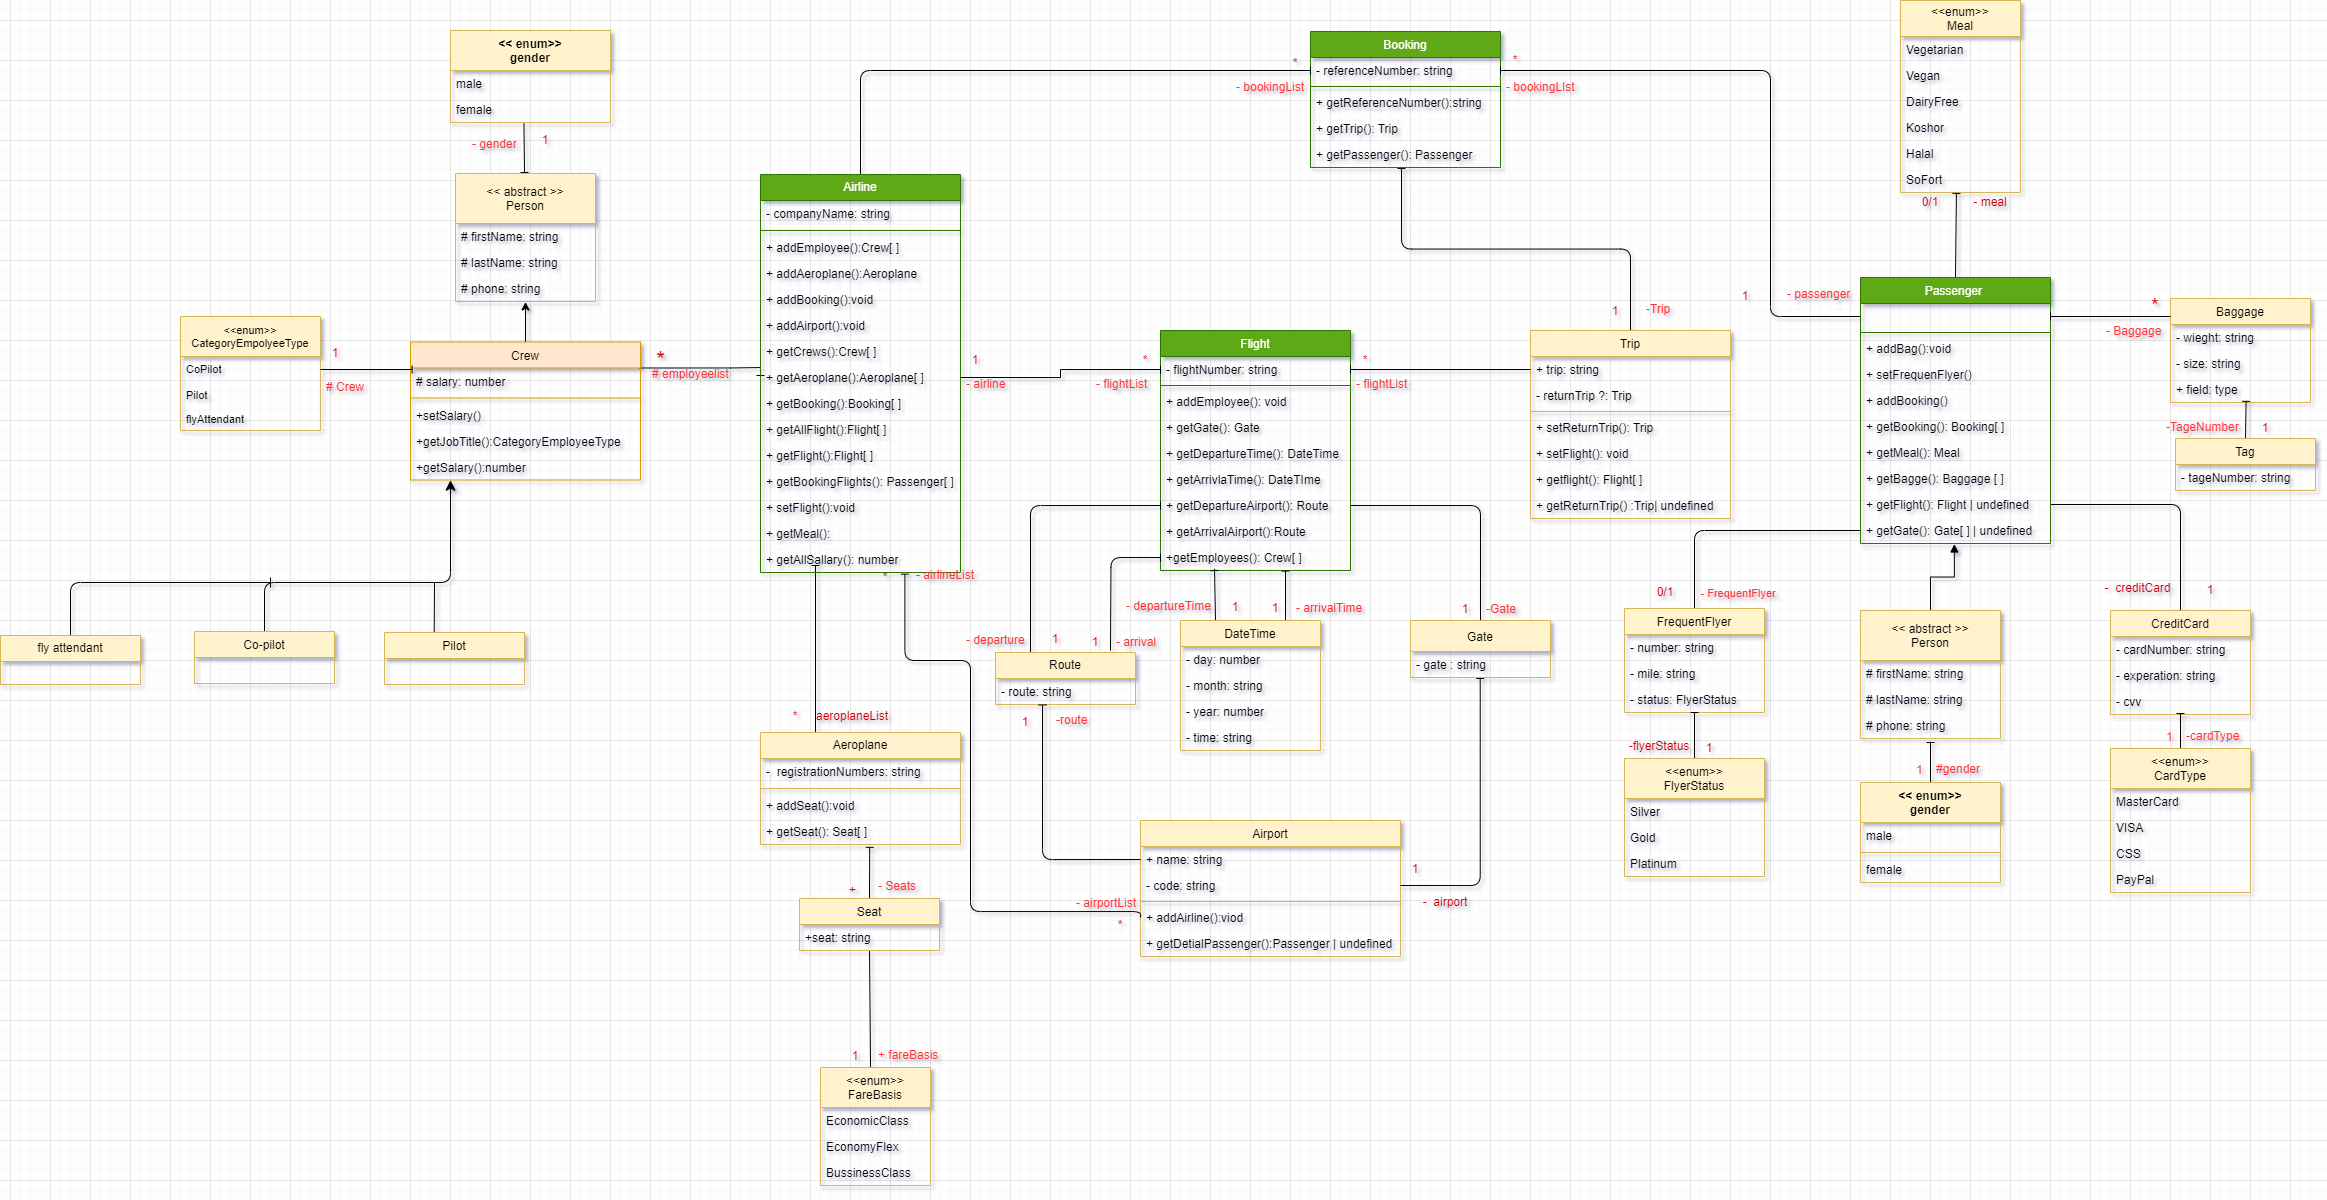 << enum>>
gender
male
female
- gender
1
<< abstract >>
Person
# firstName: string
# lastName: string
# phone: string
<<enum>>
CategoryEmpolyeeType
CoPilot
Pilot
flyAttendant
1
# Crew
Crew
# salary: number
+setSalary()
+getJobTitle():CategoryEmployeeType
+getSalary():number
*
# employeelist
fly attendant
Co-pilot
Pilot
Airline
- companyName: string
+ addEmployee():Crew[ ]
+ addAeroplane():Aeroplane
+ addBooking():void
+ addAirport():void
+ getCrews():Crew[ ]
+ getAeroplane():Aeroplane[ ]
+ getBooking():Booking[ ]
+ getAllFlight():Flight[ ]
+ getFlight():Flight[ ]
+ getBookingFlights(): Passenger[ ]
+ setFlight():void
+ getMeal():
+ getAllSallary(): number
* - airlineList
* aeroplaneList
Aeroplane
- registrationNumbers: string
+ addSeat():void
+ getSeat(): Seat[ ]
+ - Seats
Seat
+seat: string
1 + fareBasis
<<enum>>
FareBasis
EconomicClass
EconomyFlex
BussinessClass
*
- bookingList
Booking
- referenceNumber: string
+ getReferenceNumber():string
+ getTrip(): Trip
+ getPassenger(): Passenger
*
- bookingList
1
- airline
*
- flightList
Flight
- flightNumber: string
+ addEmployee(): void
+ getGate(): Gate
+ getDepartureTime(): DateTime
+ getArrivlaTime(): DateTIme
+ getDepartureAirport(): Route
+ getArrivalAirport():Route
+getEmployees(): Crew[ ]
*
- flightList
- departureTime 1
1 - arrivalTime
- departure 1
1 - arrival
Route
- route: string
1 -route
DateTime
- day: number
- month: string
- year: number
- time: string
1 -Gate
Gate
- gate : string
Airport
+ name: string
- code: string
+ addAirline():viod
+ getDetialPassenger():Passenger | undefined
- airportList
*
1
- airport
1 -Trip
Trip
+ trip: string
- returnTrip ?: Trip
+ setReturnTrip(): Trip
+ setFlight(): void
+ getflight(): Flight[ ]
+ getReturnTrip() :Trip| undefined
<<enum>>
Meal
Vegetarian
Vegan
DairyFree
Koshor
Halal
SoFort
0/1 - meal
1 - passenger
Passenger
+ addBag():void
+ setFrequenFlyer()
+ addBooking()
+ getBooking(): Booking[ ]
+ getMeal(): Meal
+ getBagge(): Baggage [ ]
+ getFlight(): Flight | undefined
+ getGate(): Gate[ ] | undefined
*
- Baggage
Baggage
- wieght: string
- size: string
+ field: type
-TageNumber 1
Tag
- tageNumber: string
0/1 - FrequentFlyer
FrequentFlyer
- number: string
- mile: string
- status: FlyerStatus
-flyerStatus 1
<<enum>>
FlyerStatus
Silver
Gold
Platinum
<< abstract >>
Person
# firstName: string
# lastName: string
# phone: string
1 #gender
<< enum>>
gender
male
female
- creditCard 1
CreditCard
- cardNumber: string
- experation: string
- cvv
1 -cardType
<<enum>>
CardType
MasterCard
VISA
CSS
PayPal